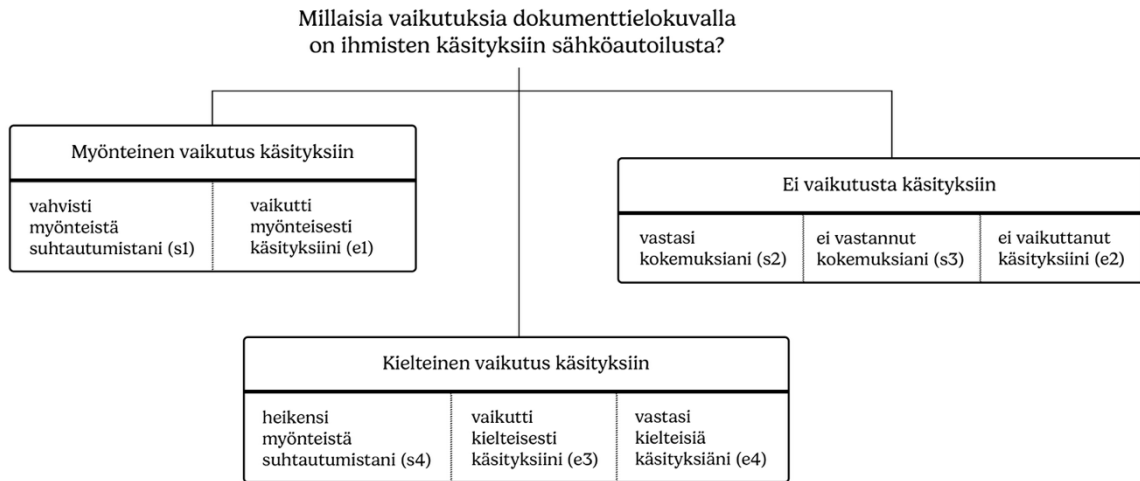 Millaisia vaikutuksia dokumenttielokuvalla
on ihmisten käsityksiin sähköautoilusta?
Myönteinen vaikutus käsityksiin
vahvisti
myönteistä
suhtautumistani (s1)
vaikutti
myönteisesti
käsityksiini (e1)
Ei vaikutusta käsityksiin
vastasi
kokemuksiani (s2)
ei vastannut
kokemuksiani (s3)
ei vaikuttanut
käsityksiini (e2)
Kielteinen vaikutus käsityksiin
heikensi
myönteistä
suhtautumistani (s4)
vaikutti
kielteisesti
käsityksiini (e3)
vastasi
kielteisiä
käsityksiäni (e4)